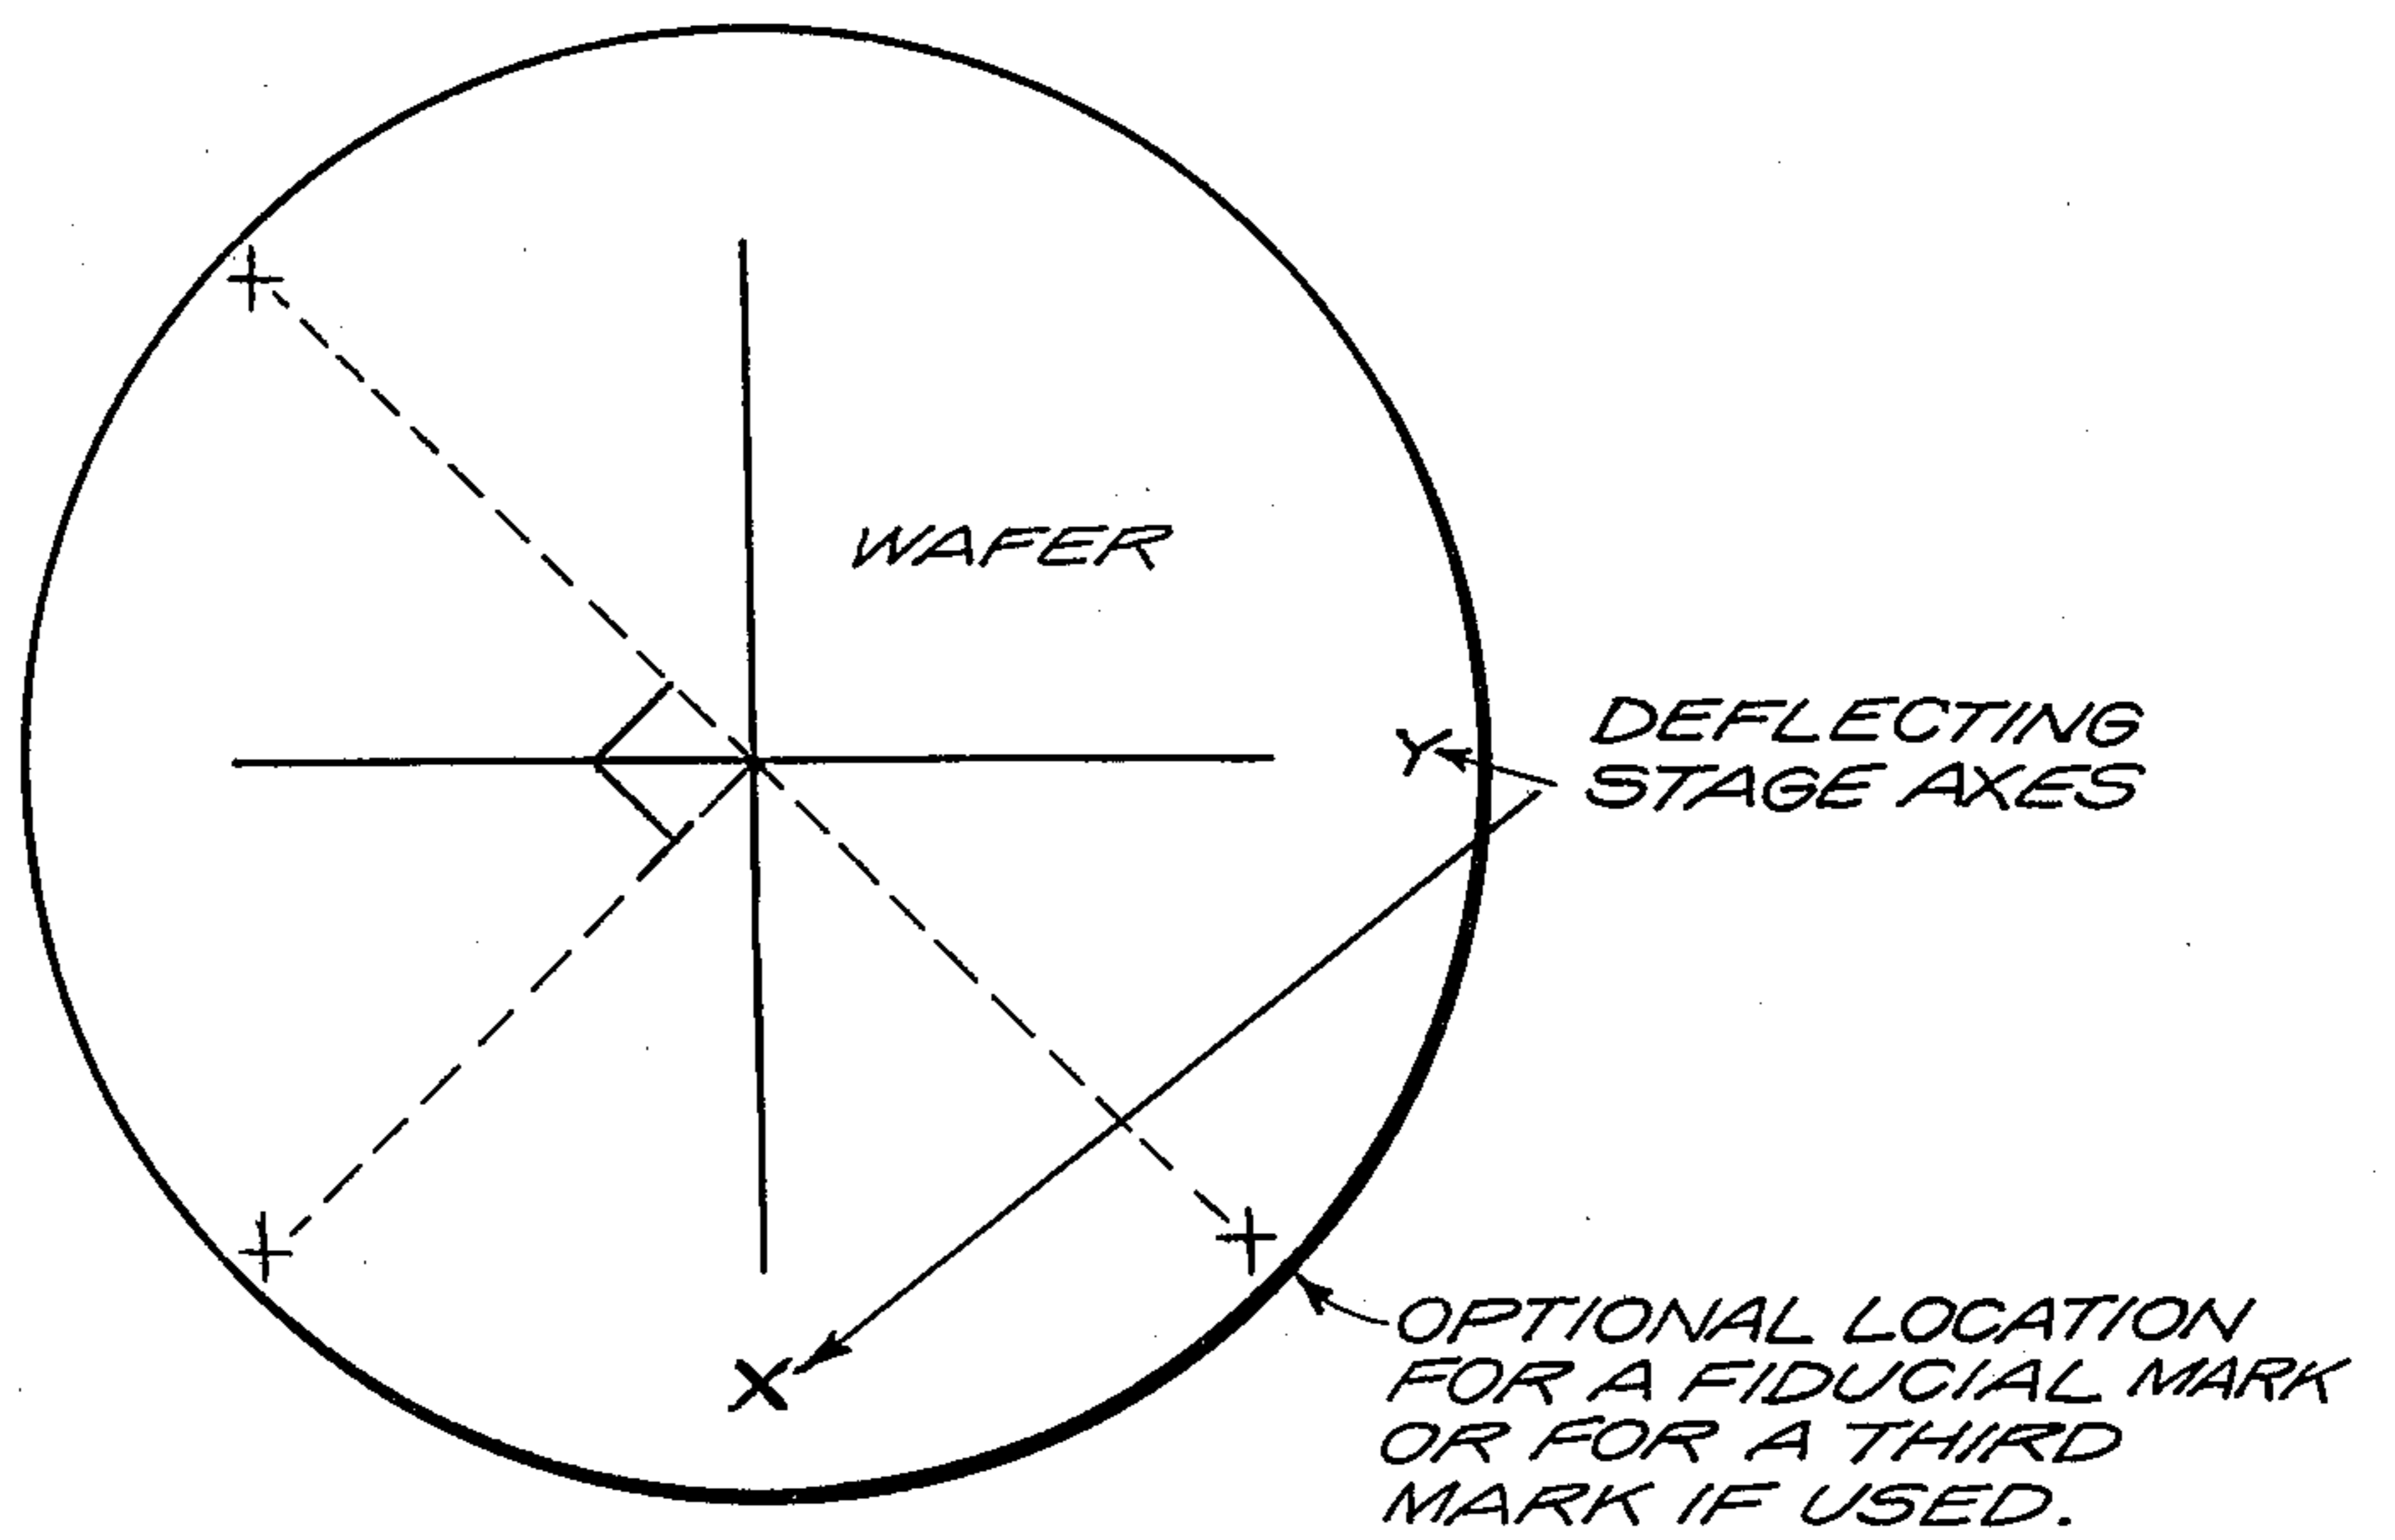 WAFER
Y
DEFLECTING
STAGE AXES
X
OPTIONAL LOCATION
FOR A FIDUCIAL MARK
OR FOR A THIRD
MARK IF USED.